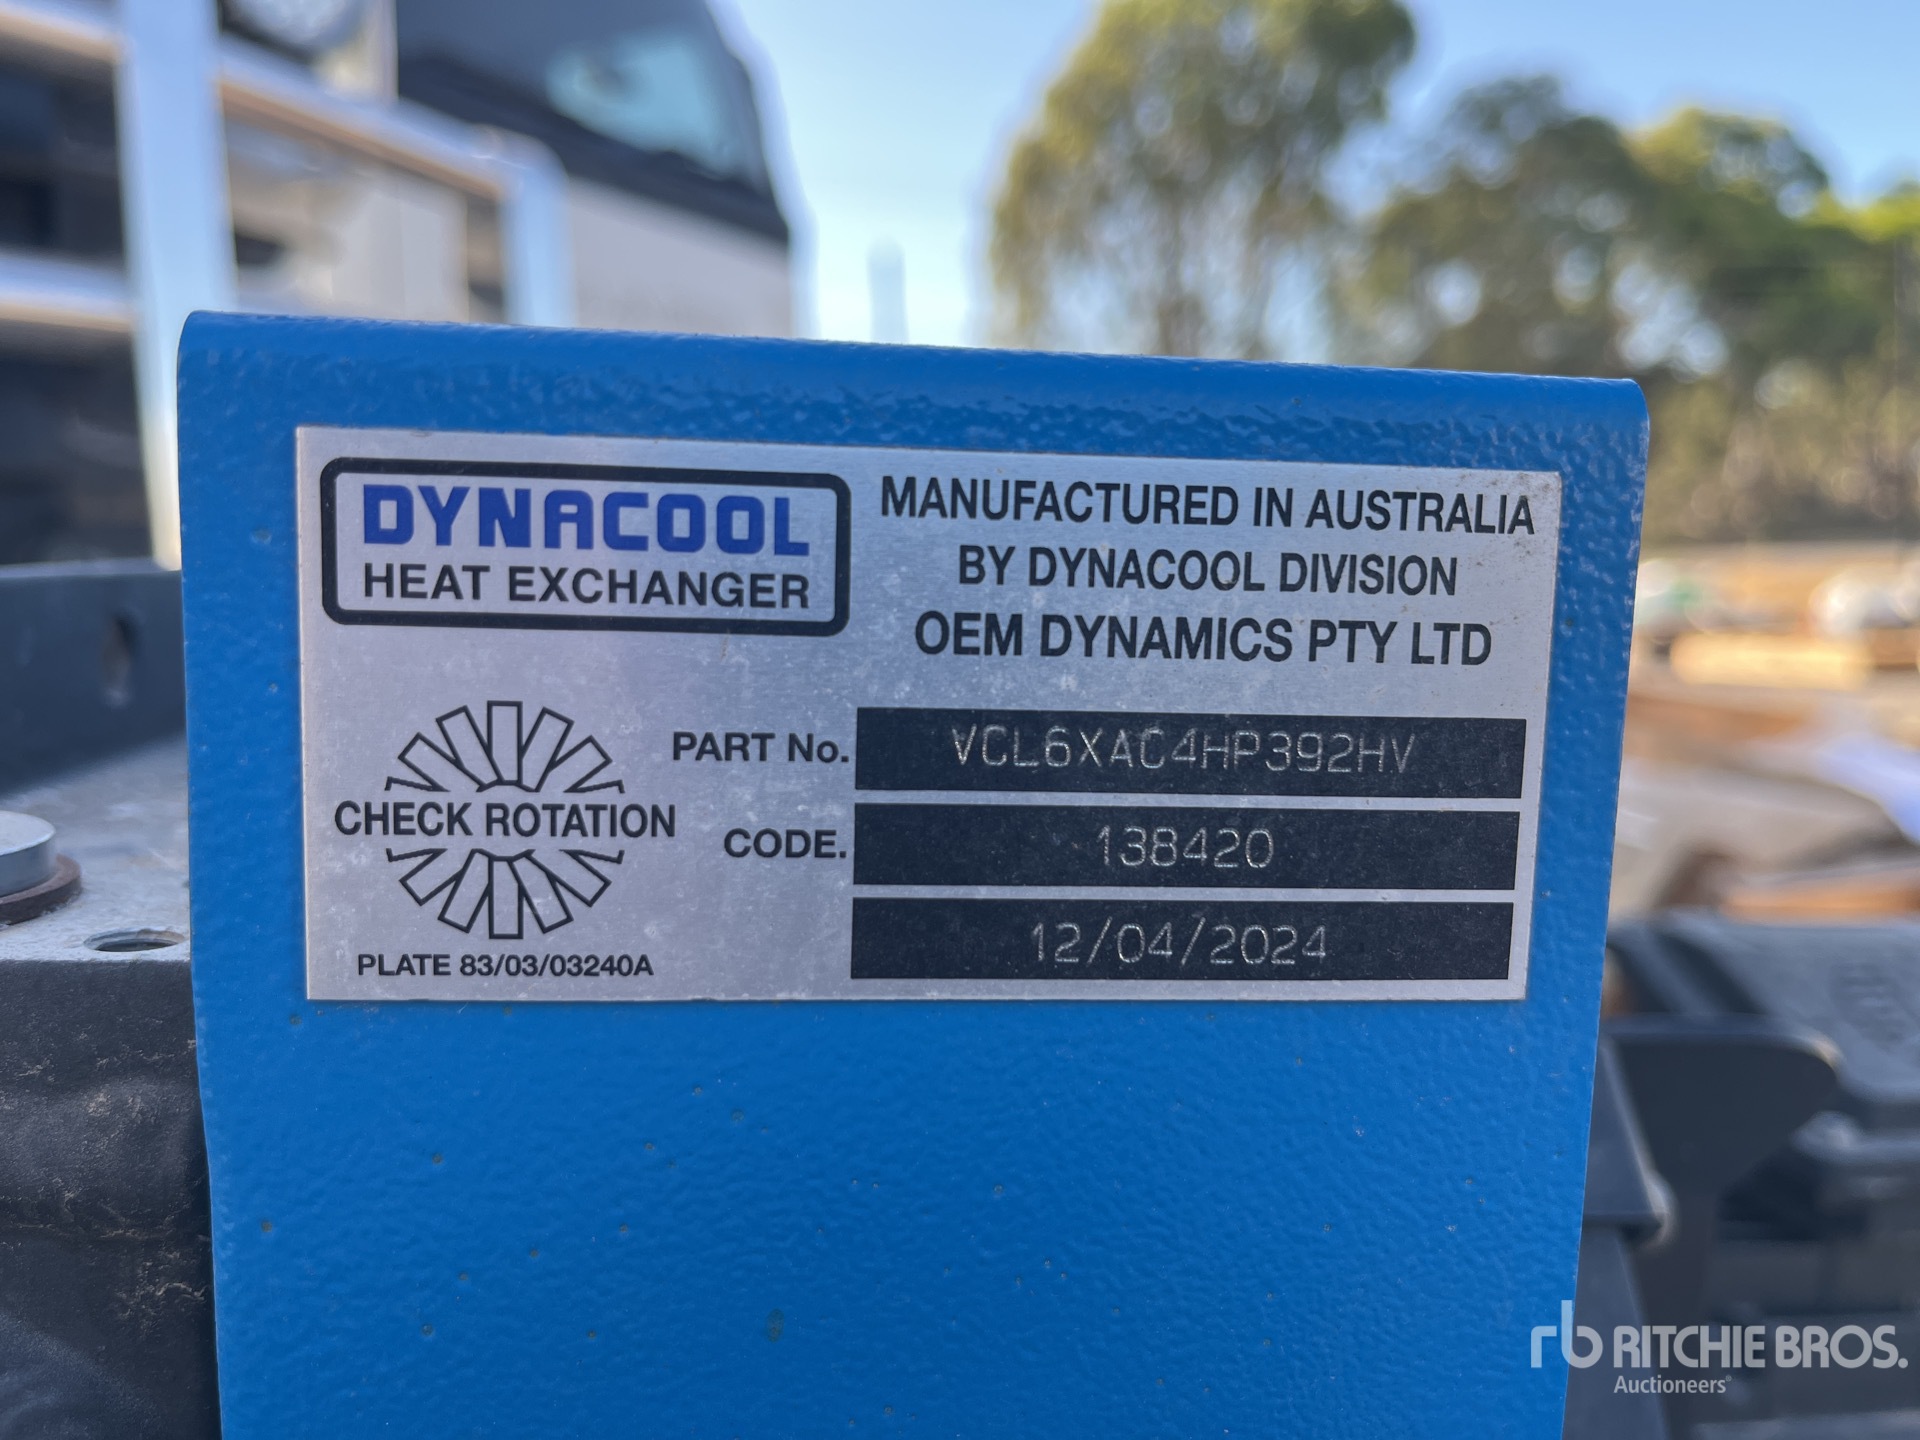 DYNACOOL
HEAT EXCHANGER
MANUFACTURED IN AUSTRALIA
BY DYNACOOL DIVISION
OEM DYNAMICS PTY LTD
CHECK ROTATION
PLATE 83/03/03240A
PART No. VCL6XAC4HP392HV
CODE. 138420
12/04/2024
rb RITCHIE BROS.
Auctioneers